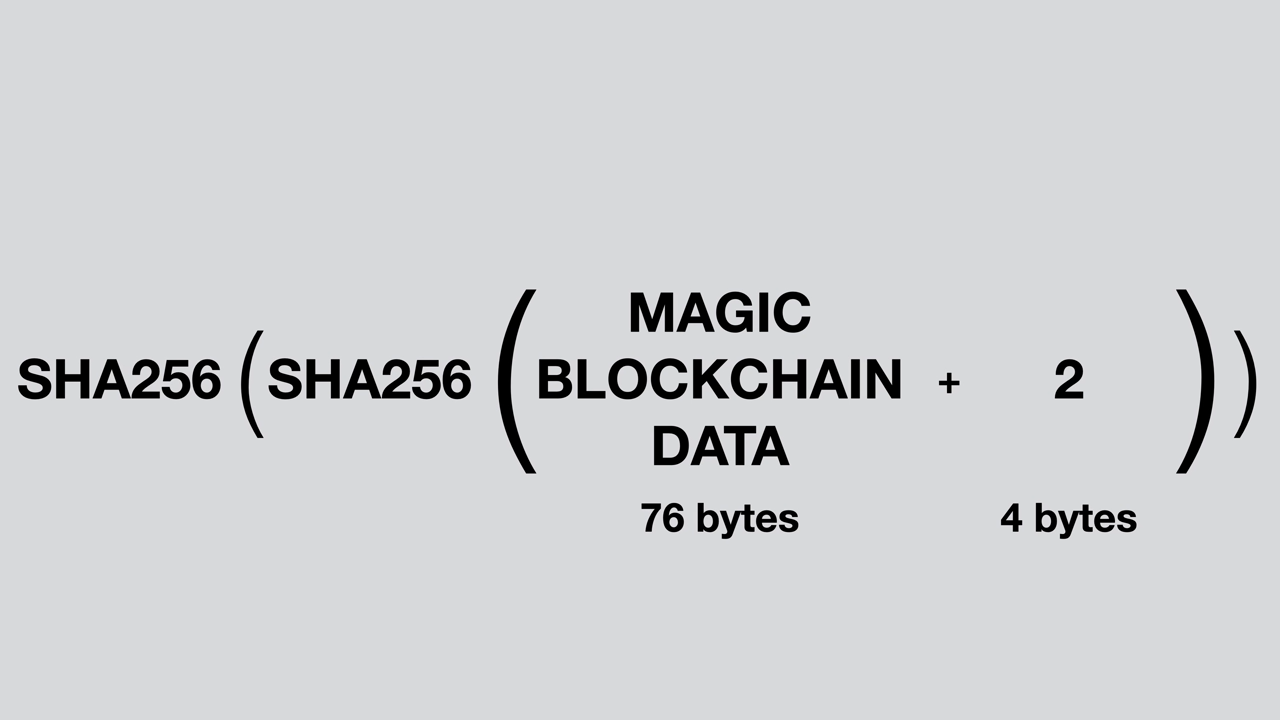 MAGIC
SHA256 ( SHA256 ( BLOCKCHAIN + 2 ) )
DATA
76 bytes 4 bytes